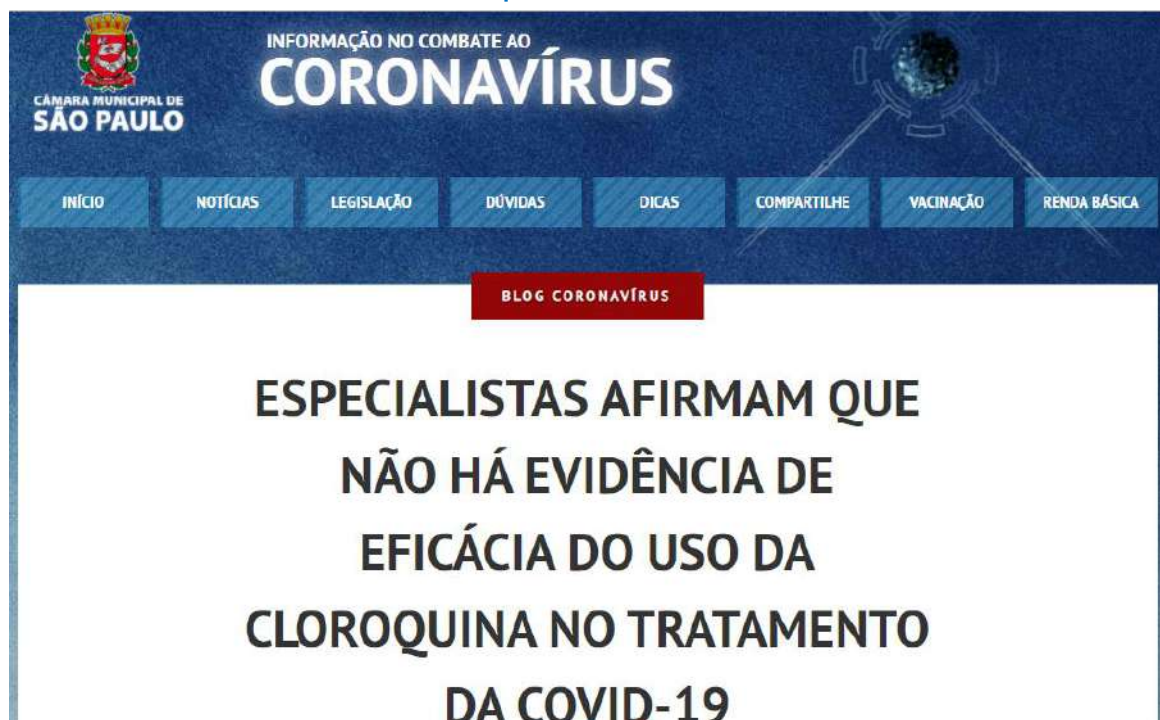 INFORMAÇÃO NO COMBATE AO
CORONAVÍRUS
CÂMARA MUNICIPAL DE
SÃO PAULO
INÍCIO NOTÍCIAS LEGISLAÇÃO DÚVIDAS DICAS COMPARTILHE VACINAÇÃO RENDA BÁSICA
BLOG CORONAVÍRUS
ESPECIALISTAS AFIRMAM QUE
NÃO HÁ EVIDÊNCIA DE
EFICÁCIA DO USO DA
CLOROQUINA NO TRATAMENTO
DA COVID-19